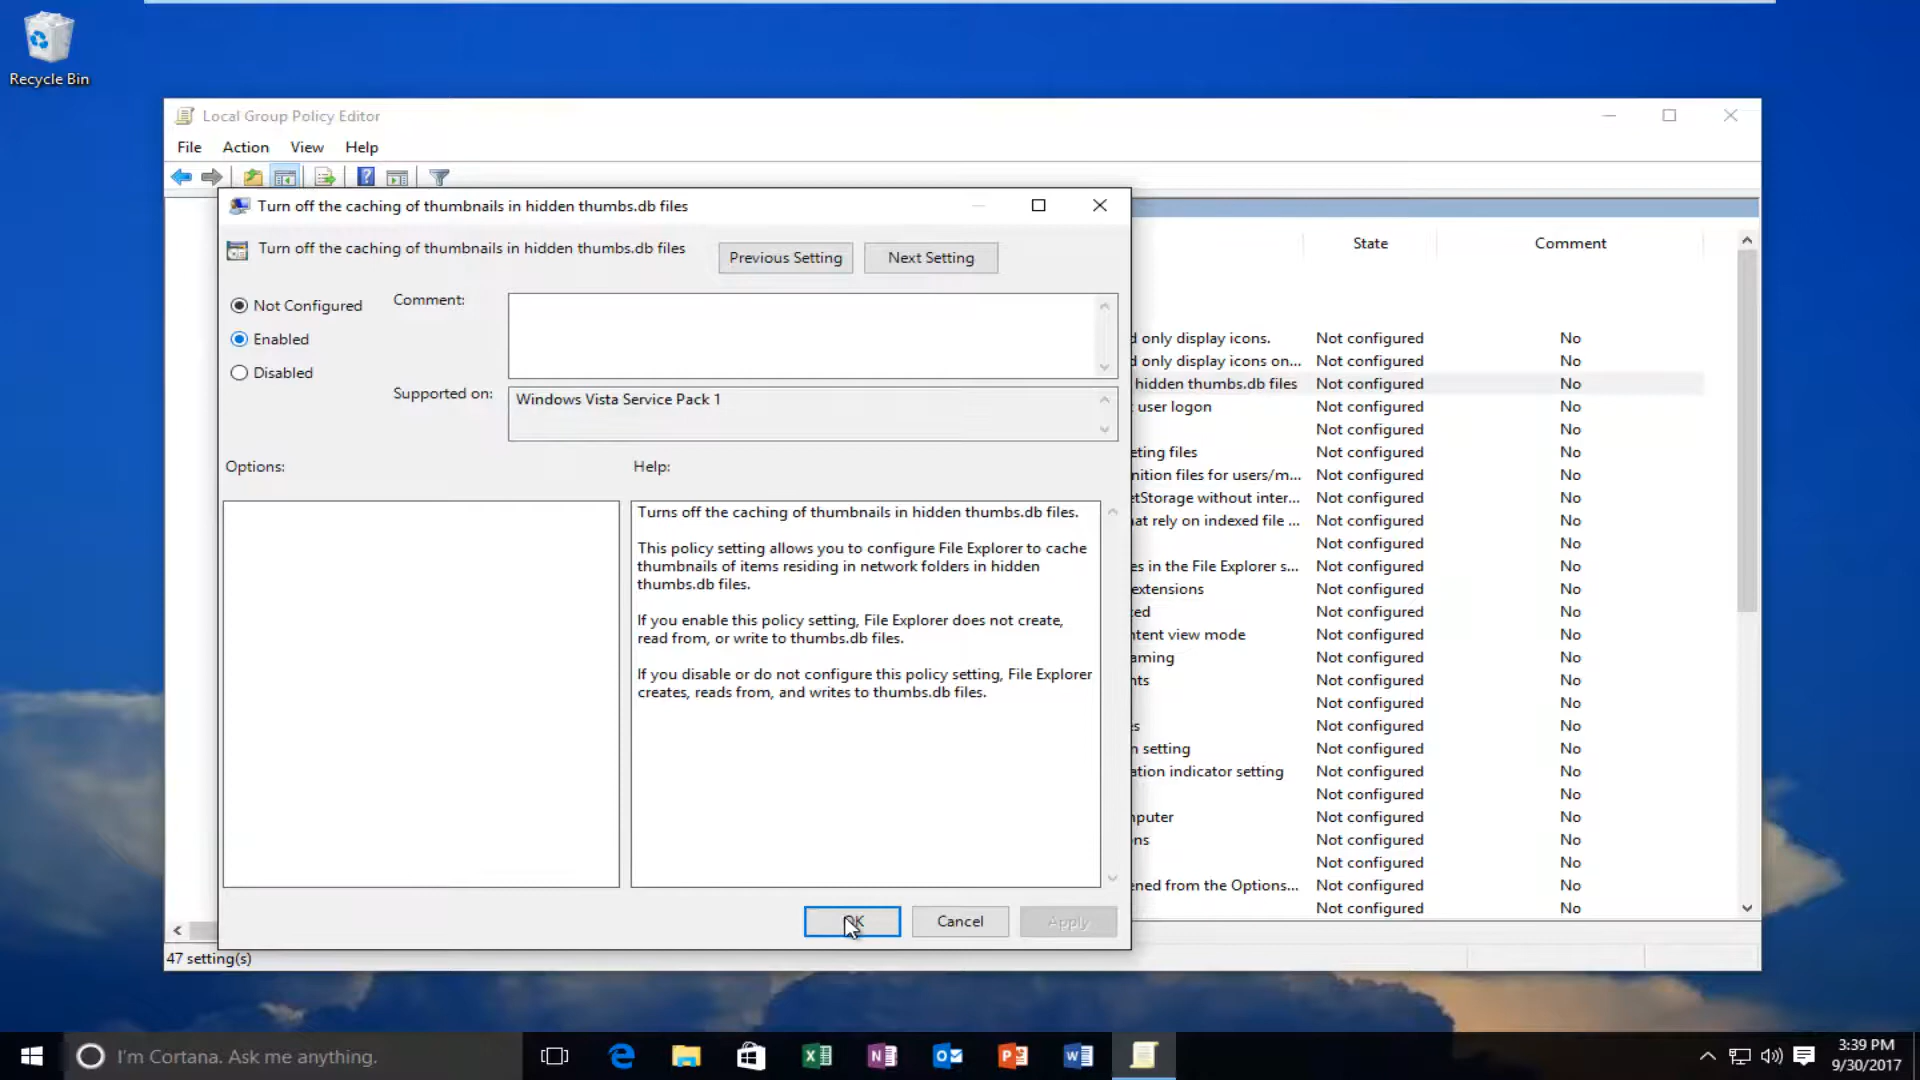 Recycle Bin
Local Group Policy Editor
File Action View Help
Turn off the caching of thumbnails in hidden thumbs.db files
Turn off the caching of thumbnails in hidden thumbs.db files
Previous Setting
Next Setting
Not Configured
Enabled
Disabled
Comment:
Supported on:
Windows Vista Service Pack 1
Options:
Help:
Turns off the caching of thumbnails in hidden thumbs.db files.
This policy setting allows you to configure File Explorer to cache
thumbnails of items residing in network folders in hidden
thumbs.db files.
If you enable this policy setting, File Explorer does not create,
read from, or write to thumbs.db files.
If you disable or do not configure this policy setting, File Explorer
creates, reads from, and writes to thumbs.db files.
OK
Cancel
Apply
State Comment
d only display icons. Not configured No
d only display icons on... Not configured No
hidden thumbs.db files Not configured No
user logon Not configured No
Not configured No
eting files Not configured No
nition files for users/m... Not configured No
etStorage without inter... Not configured No
at rely on indexed file ... Not configured No
Not configured No
es in the File Explorer s... Not configured No
extensions Not configured No
ed Not configured No
ntent view mode Not configured No
aming Not configured No
nts Not configured No
Not configured No
es Not configured No
n setting Not configured No
ation indicator setting Not configured No
Not configured No
nputer Not configured No
ons Not configured No
Not configured No
ened from the Options... Not configured No
Not configured No
47 setting(s)
I'm Cortana. Ask me anything.
3:39 PM
9/30/2017